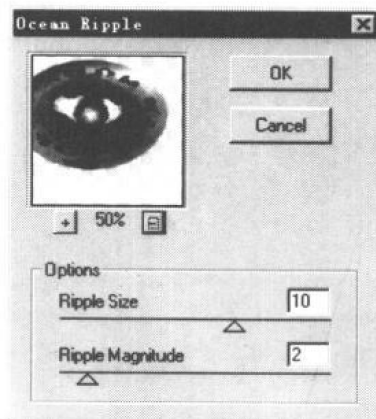 Ocean Ripple
OK
Cancel
+ 50%
Options
Ripple Size 10
Ripple Magnitude 2